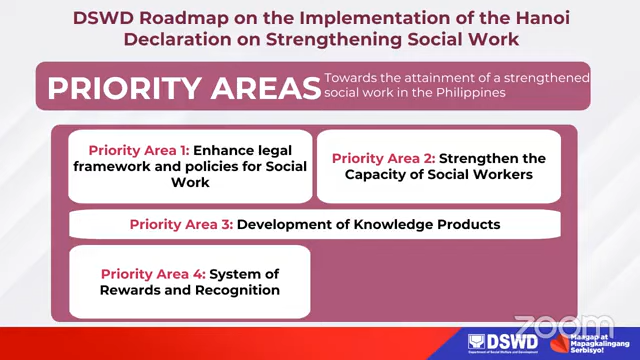 DSWD Roadmap on the Implementation of the Hanoi
Declaration on Strengthening Social Work
PRIORITY AREAS
Towards the attainment of a strengthened
social work in the Philippines
Priority Area 1: Enhance legal
framework and policies for Social
Work
Priority Area 2: Strengthen the
Capacity of Social Workers
Priority Area 3: Development of Knowledge Products
Priority Area 4: System of
Rewards and Recognition
zoom
DSWD
Department of Social Welfare and Development
Maagap at
Mapagkalingang
Serbisyo!